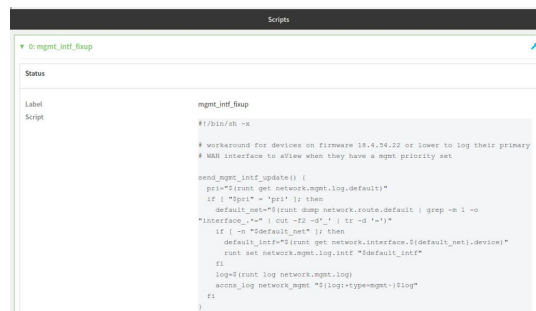 Scripts
▼ 0: mgmt_intf_fixup
Status
Label
mgmt_intf_fixup
Script
#!/bin/sh -x
# workaround for devices on firmware 18.4.54.22 or lower to log their primary
# WAN interface to aView when they have a mgmt priority set
send_mgmt_intf_update() {
pri="$(runt get network.mgmt.log.default)"
if [ "$pri" = 'pri' ]; then
default_net="$(runt dump network.route.default | grep -m 1 -o
"interface_.*=" | cut -f2 -d'_' | tr -d '=')"
if [ -n "$default_net" ]; then
default_intf="$(runt get network.interface.${default_net}.device)"
runt set network.mgmt.log.intf "$default_intf"
fi
log=$(runt log network.mgmt.log)
accns_log network_mgmt "${log:+type=mgmt~}$log"
fi
}